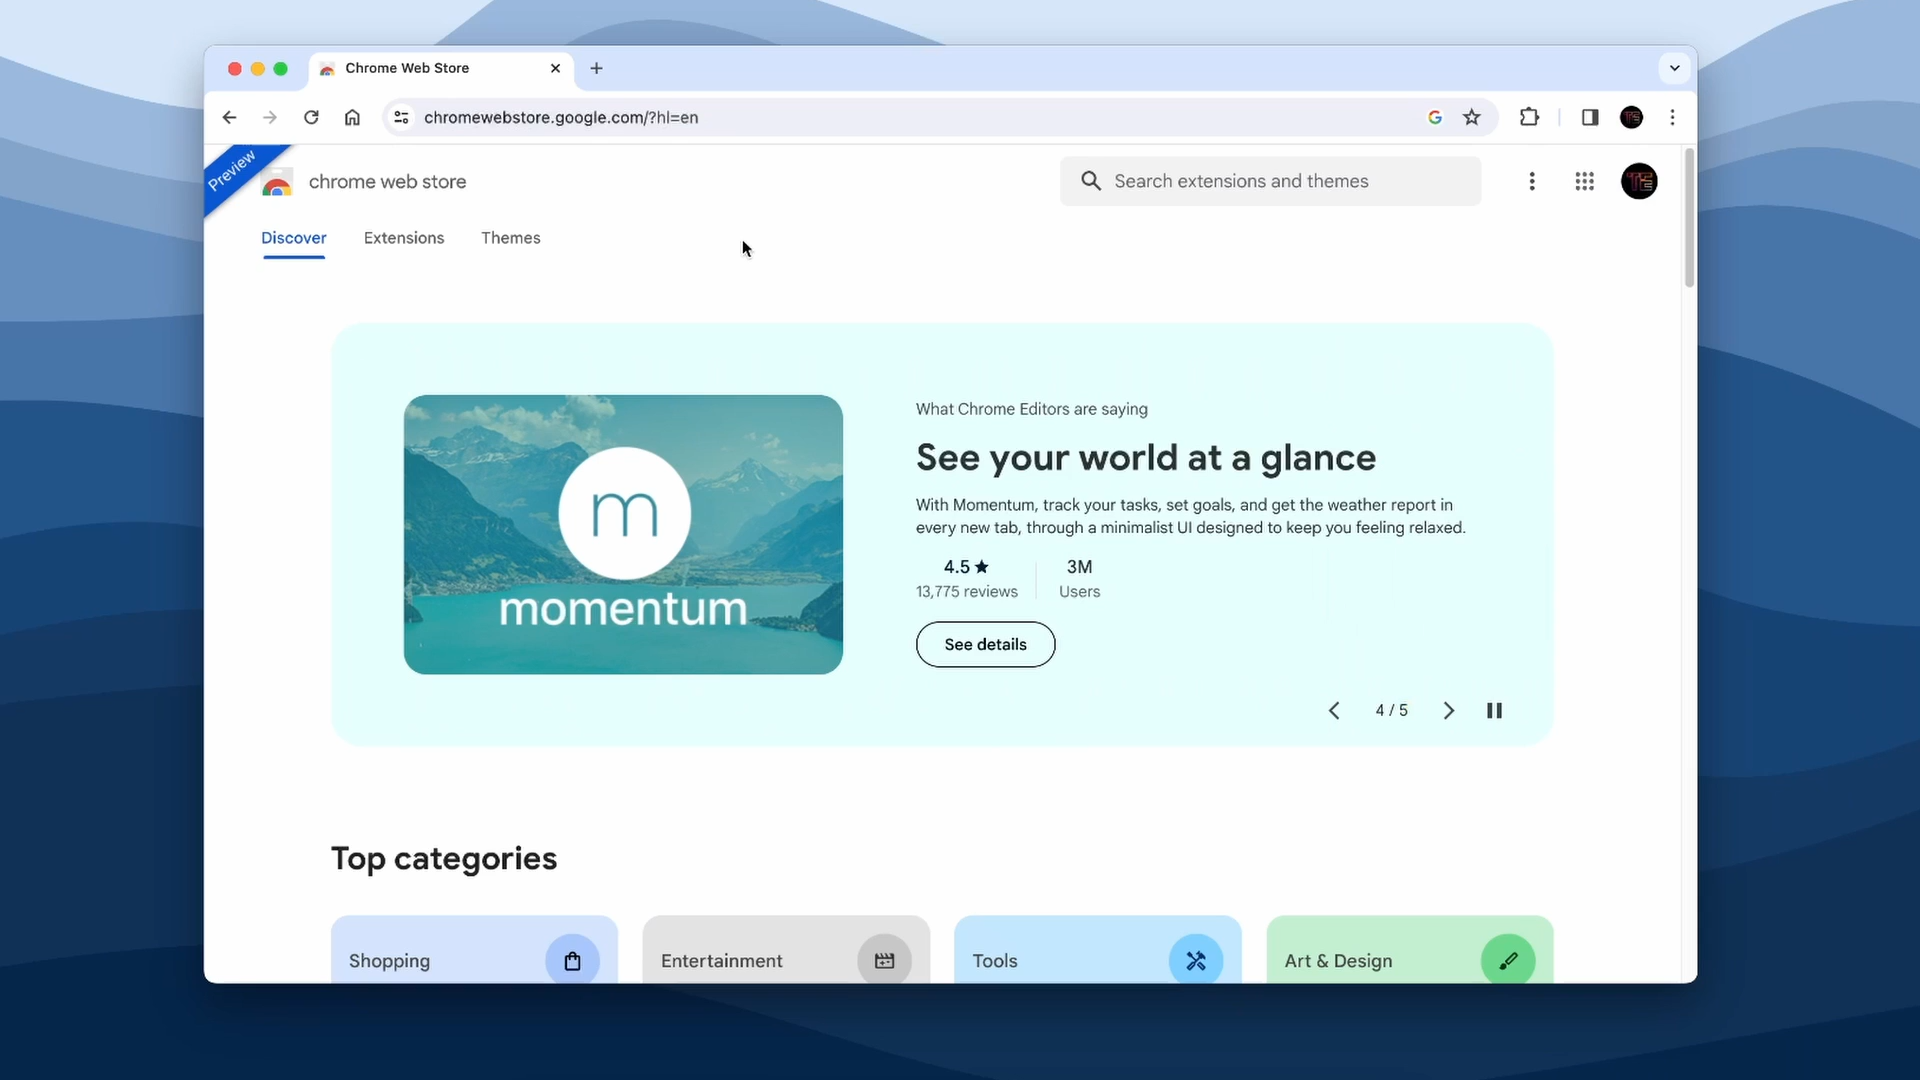 Chrome Web Store
chromewebstore.google.com/?hl=en
Preview
chrome web store
Search extensions and themes
Discover
Extensions
Themes
m
momentum
What Chrome Editors are saying
See your world at a glance
With Momentum, track your tasks, set goals, and get the weather report in
every new tab, through a minimalist UI designed to keep you feeling relaxed.
4.5 ★
3M
13,775 reviews
Users
See details
4 / 5
Top categories
Shopping
Entertainment
Tools
Art & Design